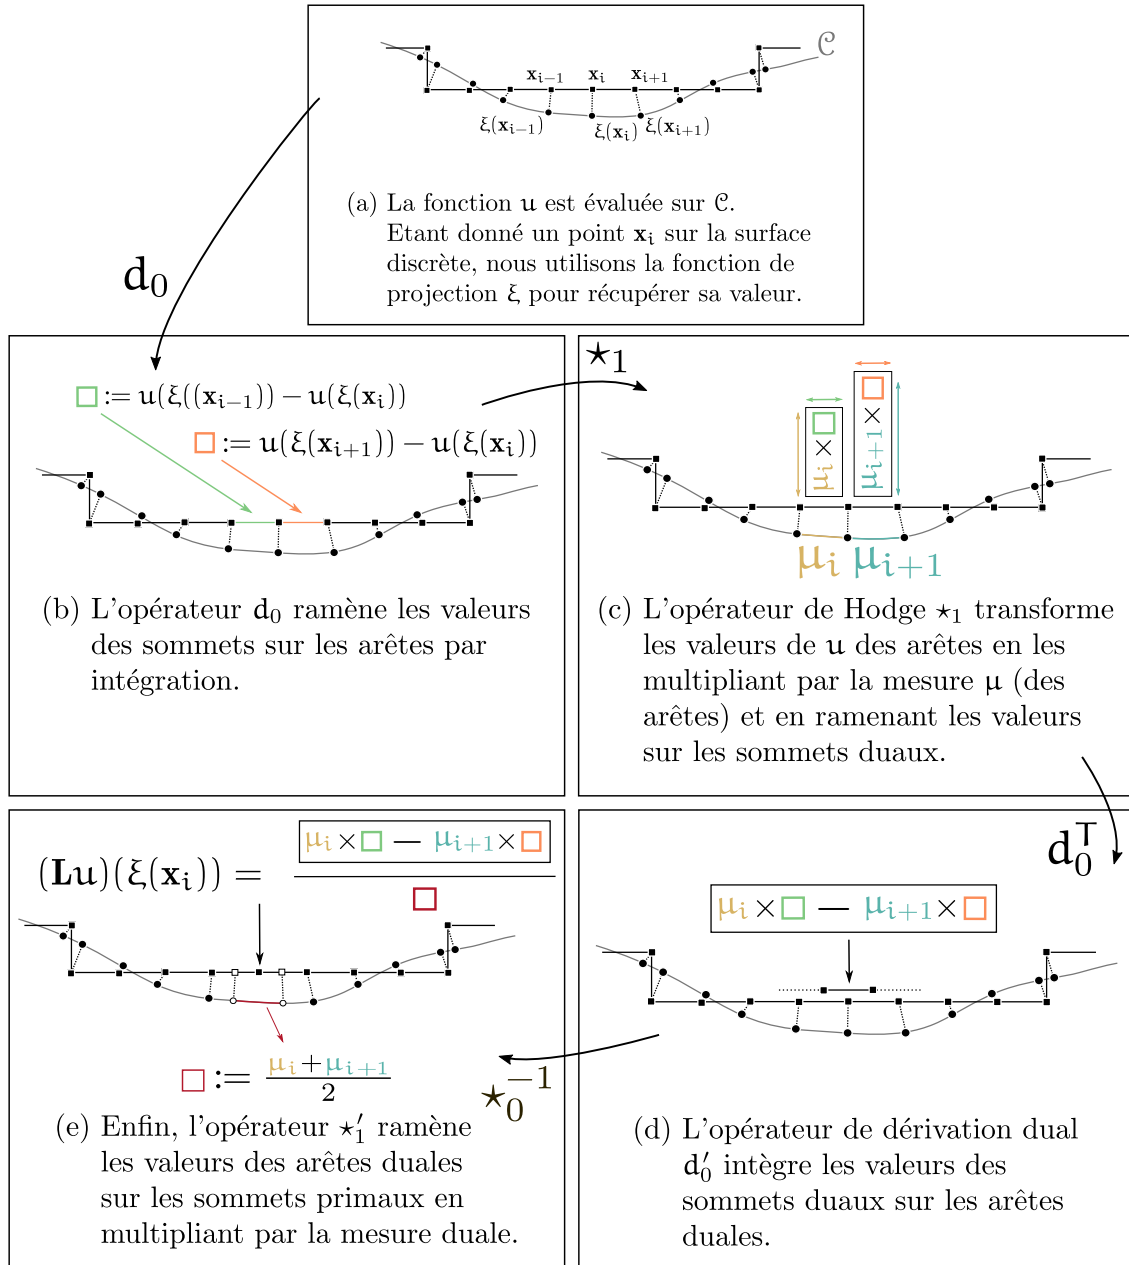 𝒞
x_{i−1} x_i x_{i+1}
ξ(x_{i−1}) ξ(x_i) ξ(x_{i+1})
(a) La fonction u est évaluée sur 𝒞.
Etant donné un point x_i sur la surface
discrète, nous utilisons la fonction de
projection ξ pour récupérer sa valeur.
d_0
□ := u(ξ((x_{i−1})) − u(ξ(x_i))
□ := u(ξ(x_{i+1})) − u(ξ(x_i))
(b) L'opérateur d_0 ramène les valeurs
des sommets sur les arêtes par
intégration.
⋆_1
μ_i × □
μ_{i+1} × □
μ_i μ_{i+1}
(c) L'opérateur de Hodge ⋆_1 transforme
les valeurs de u des arêtes en les
multipliant par la mesure μ (des
arêtes) et en ramenant les valeurs
sur les sommets duaux.
d_0^T
μ_i × □ − μ_{i+1} × □
(d) L'opérateur de dérivation dual
d_0′ intègre les valeurs des
sommets duaux sur les arêtes
duales.
⋆_0^{−1}
μ_i × □ − μ_{i+1} × □
(Lu)(ξ(x_i)) =
□
□ := (μ_i + μ_{i+1})/2
(e) Enfin, l'opérateur ⋆_1′ ramène
les valeurs des arêtes duales
sur les sommets primaux en
multipliant par la mesure duale.